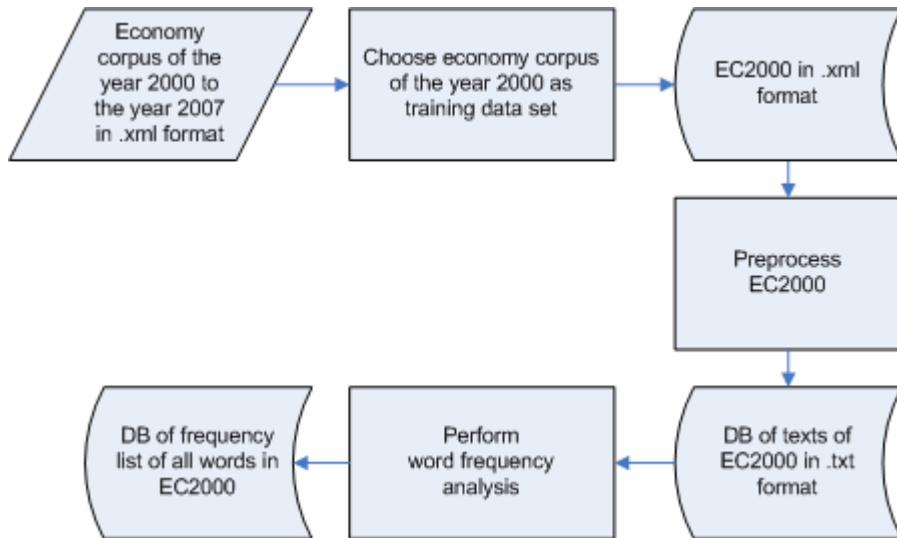 Economy
corpus of the
year 2000 to
the year 2007
in .xml format
Choose economy corpus
of the year 2000 as
training data set
EC2000 in .xml
format
Preprocess
EC2000
DB of texts of
EC2000 in .txt
format
Perform
word frequency
analysis
DB of frequency
list of all words in
EC2000